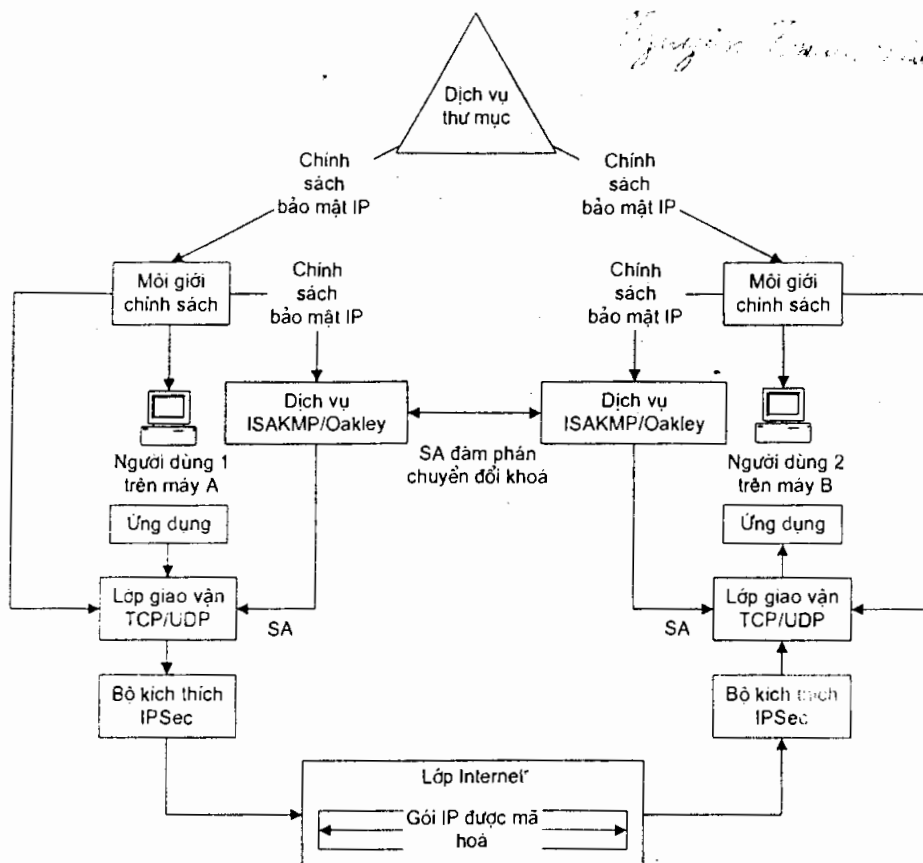 Nguyễn
Dịch vụ
thư mục
Chính
sách
bảo mật IP
Chính
sách
bảo mật IP
Môi giới
chính sách
Chính
sách
bảo mật IP
Chính
sách
bảo mật IP
Môi giới
chính sách
Dịch vụ
ISAKMP/Oakley
Dịch vụ
ISAKMP/Oakley
SA đàm phán
chuyển đổi khoá
Người dùng 1
trên máy A
Người dùng 2
trên máy B
Ứng dụng
Ứng dụng
Lớp giao vận
TCP/UDP
SA
SA
Lớp giao vận
TCP/UDP
Bộ kích thích
IPSec
Bộ kích thích
IPSec
Lớp Internet
Gói IP được mã
hoá